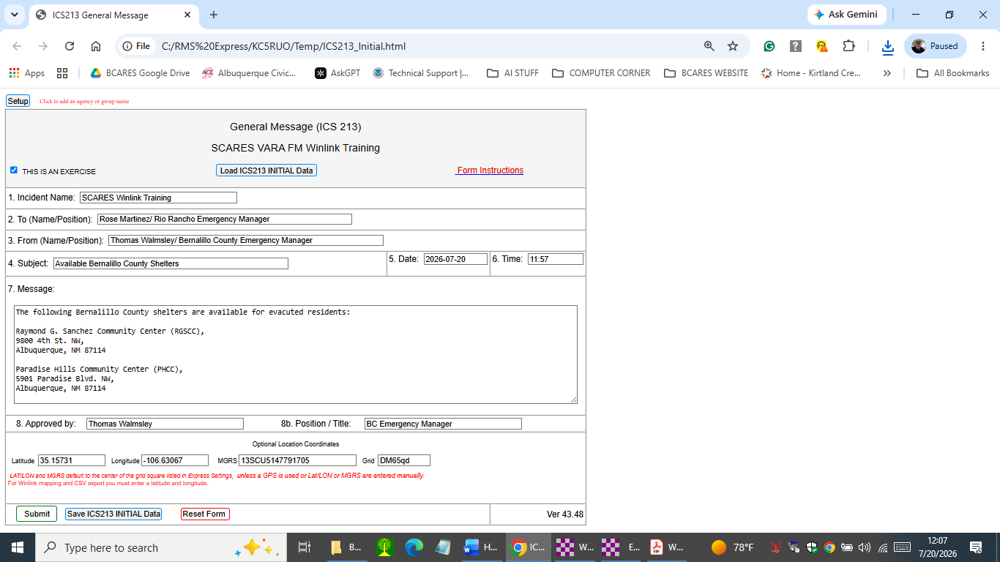 ICS213 General Message
Ask Gemini
File C:/RMS%20Express/KC5RUO/Temp/ICS213_Initial.html
Paused
Apps BCARES Google Drive Albuquerque Civic... AskGPT Technical Support |... AI STUFF COMPUTER CORNER BCARES WEBSITE Home - Kirtland Cre... » All Bookmarks
Setup Click to add an agency or group name
General Message (ICS 213)
SCARES VARA FM Winlink Training
THIS IS AN EXERCISE Load ICS213 INITIAL Data Form Instructions
1. Incident Name: SCARES Winlink Training
2. To (Name/Position): Rose Martinez/ Rio Rancho Emergency Manager
3. From (Name/Position): Thomas Walmsley/ Bernalillo County Emergency Manager
4. Subject: Available Bernalillo County Shelters 5. Date: 2026-07-20 6. Time: 11:57
7. Message:
The following Bernalillo County shelters are available for evacuted residents:
Raymond G. Sanchez Community Center (RGSCC),
9800 4th St. NW,
Albuquerque, NM 87114
Paradise Hills Community Center (PHCC),
5901 Paradise Blvd. NW,
Albuquerque, NM 87114
8. Approved by: Thomas Walmsley 8b. Position / Title: BC Emergency Manager
Optional Location Coordinates
Latitude 35.15731 Longitude -106.63067 MGRS 13SCU5147791705 Grid DM65qd
LAT/LON and MGRS default to the center of the grid square listed in Express Settings, unless a GPS is used or Lat/LON or MGRS are entered manually.
For Winlink mapping and CSV export you must enter a latitude and longitude.
Submit Save ICS213 INITIAL Data Reset Form Ver 43.48
Type here to search B... H... IC... W... E... W... 78°F 12:07
7/20/2026